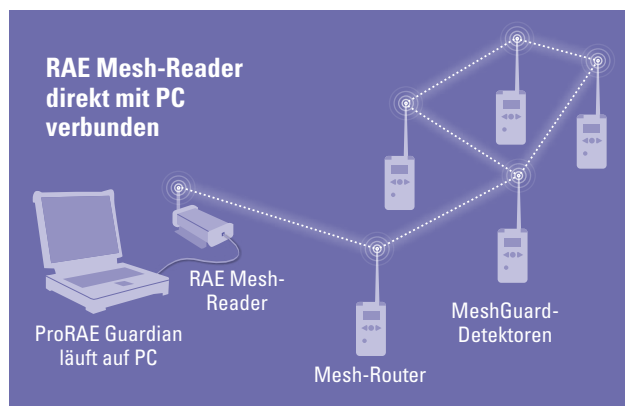 RAE Mesh-Reader
direkt mit PC
verbunden
RAE Mesh-
Reader
ProRAE Guardian
läuft auf PC
MeshGuard-
Detektoren
Mesh-Router